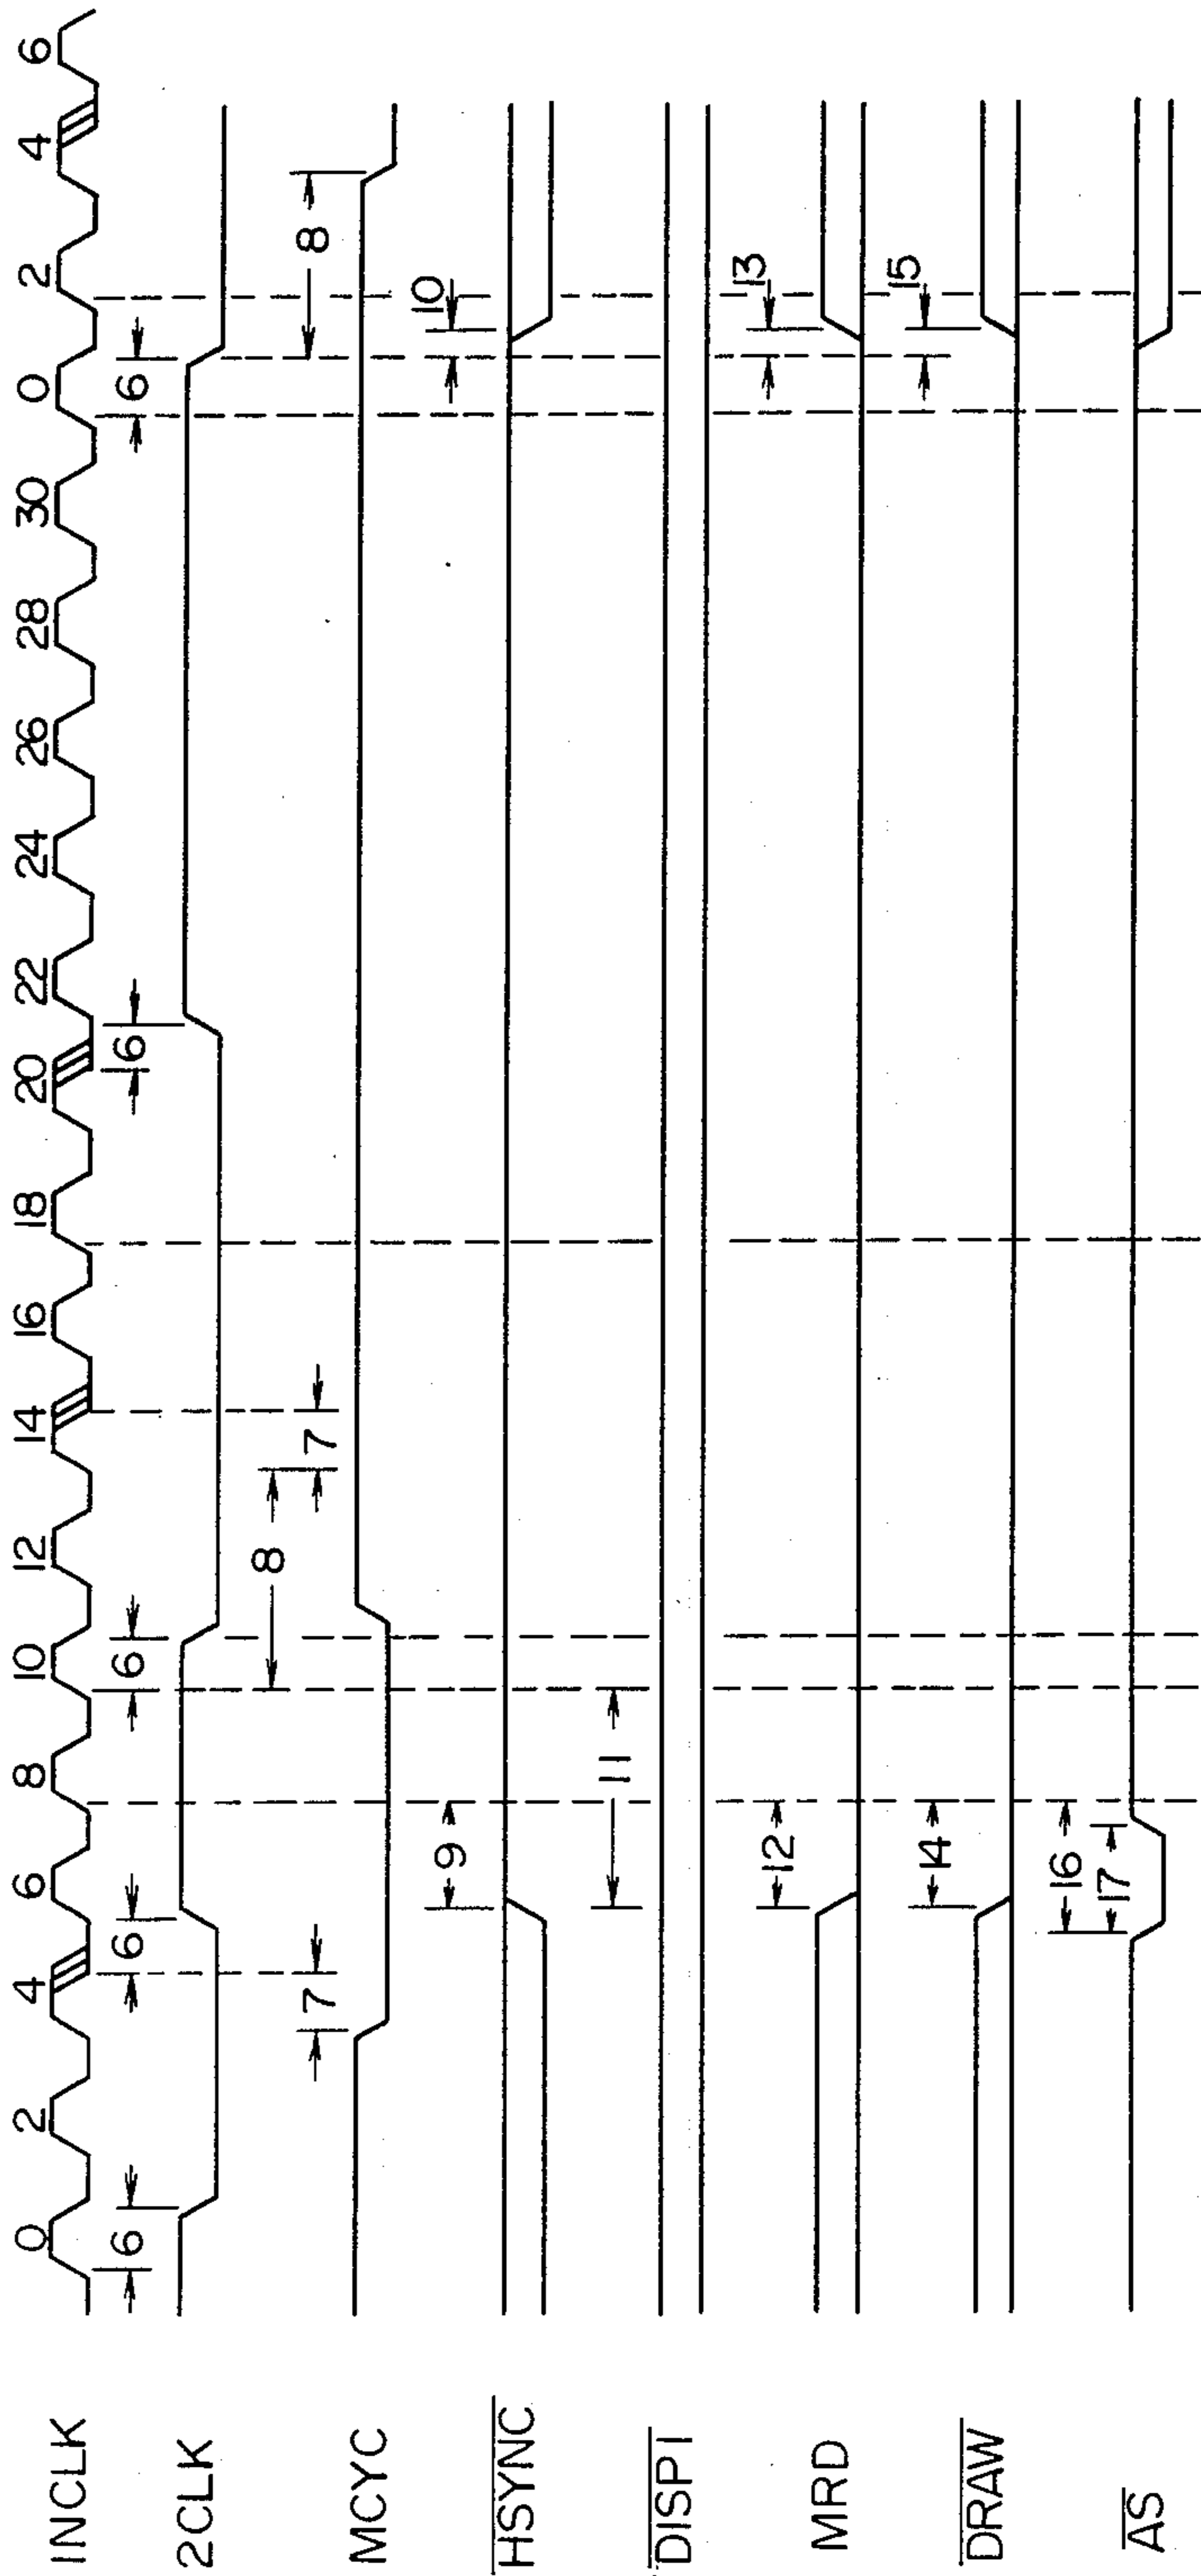 INCLK 0 2 4 6 8 10 12 14 16 18 20 22 24 26 28 30 0 2 4 6
2CLK 6 6 6 6 6
MCYC 7 8 7 8
HSYNC 9 10
DISP1 11
MRD 12 13
DRAW 14 15
AS 16 17